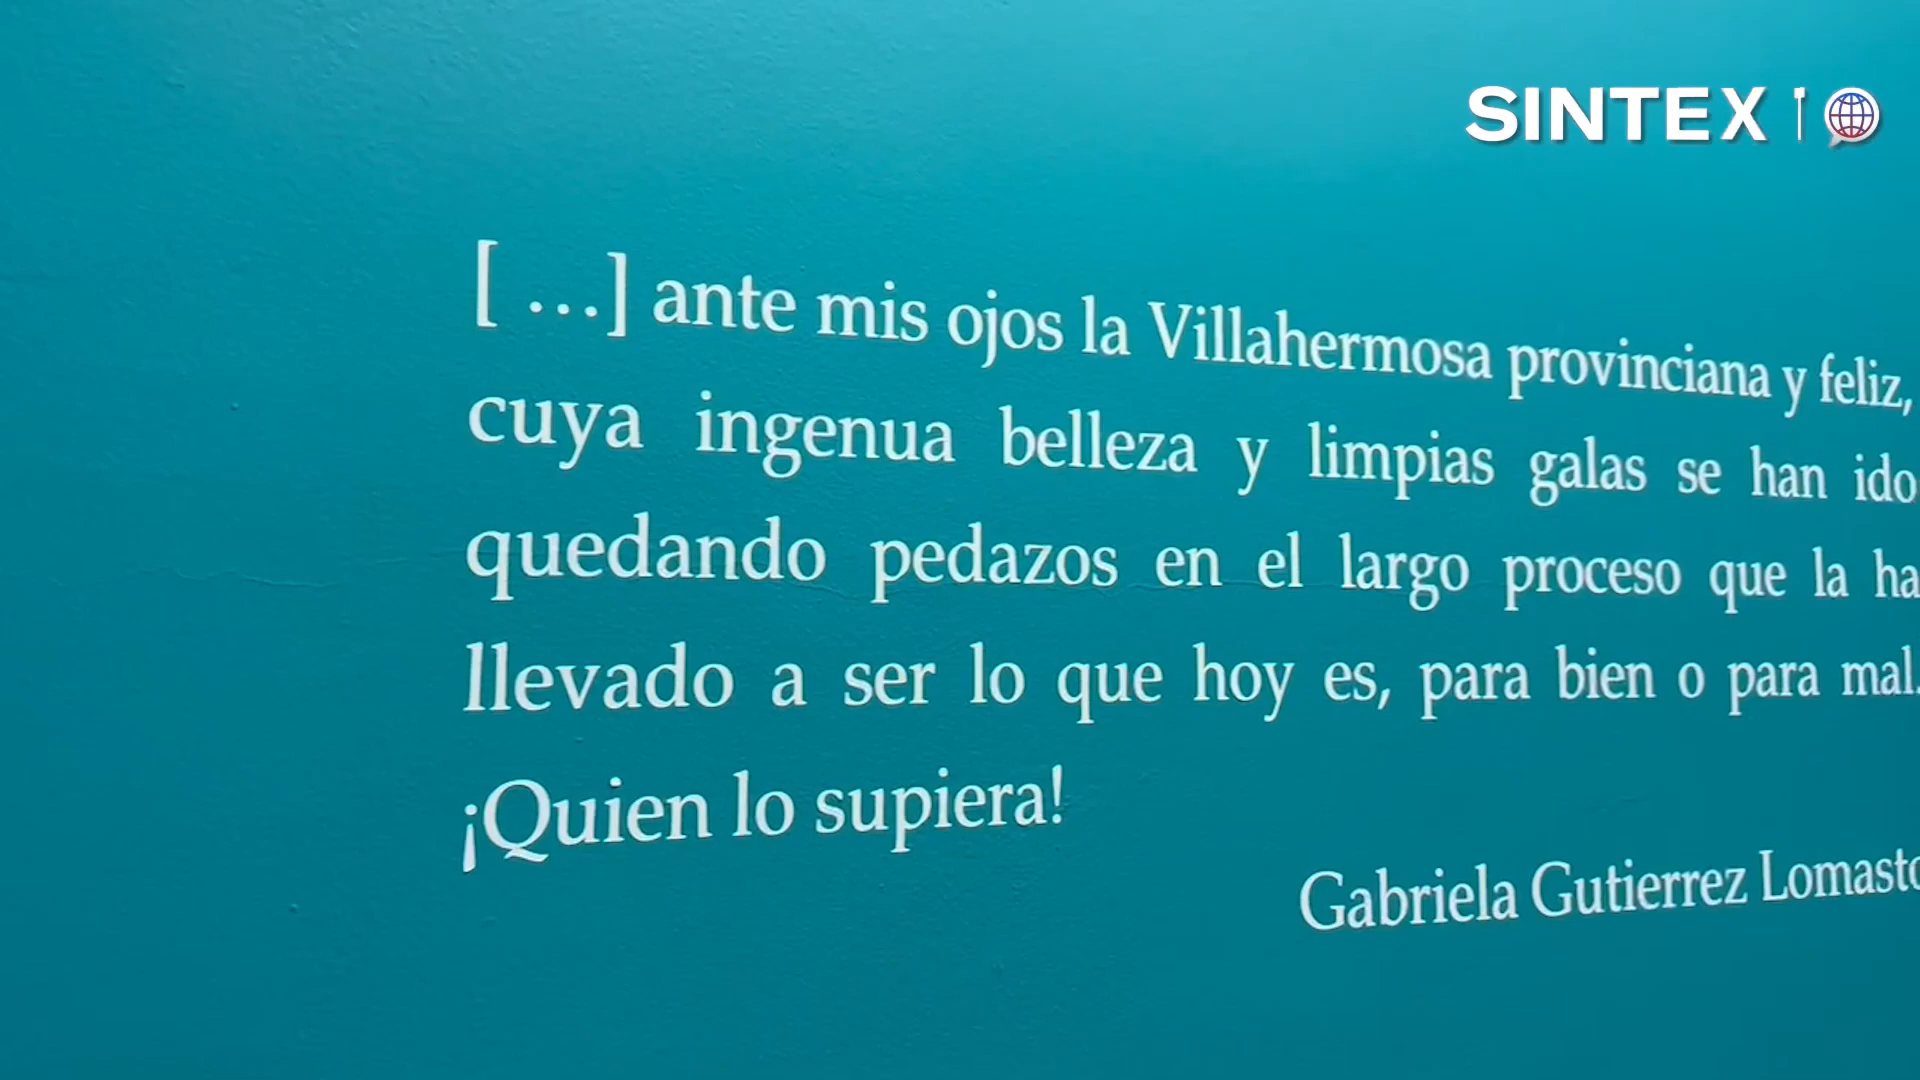 SINTEX
[ ...] ante mis ojos la Villahermosa provinciana y feliz,
cuya ingenua belleza y limpias galas se han ido
quedando pedazos en el largo proceso que la ha
llevado a ser lo que hoy es, para bien o para mal.
¡Quien lo supiera!
Gabriela Gutierrez